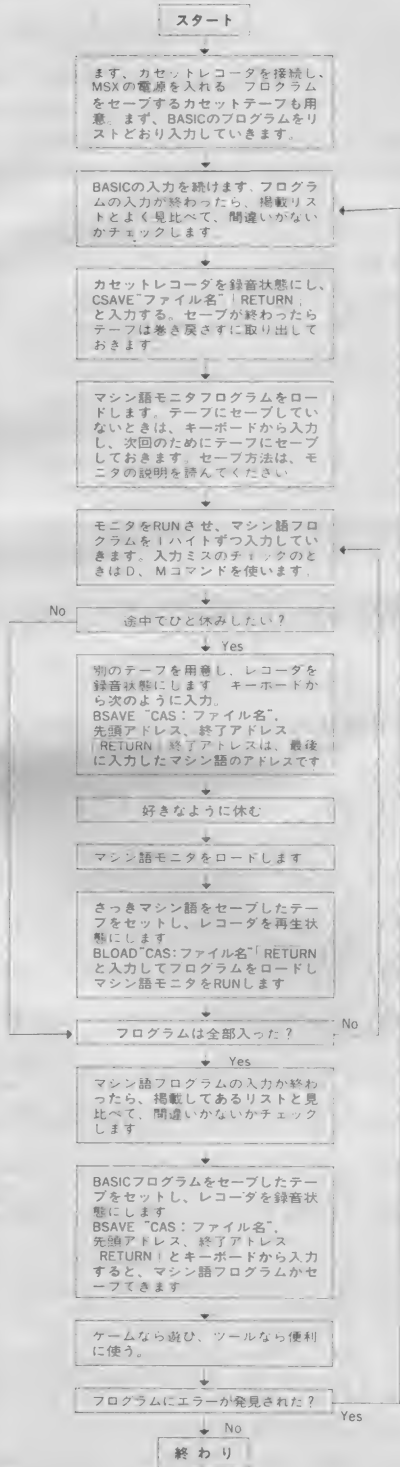 スタート
ます、カセットレコータを接続し、
MSXの電源を入れる フロクラム
をセーブするカセットテープも用
意 まず、BASICのプログラムをリ
ストどおり入力していきます。
BASICの入力を続けます、フログラ
ムの入力が終わったら、掲載リス
トとよく見比べて、間違いがない
かチェックします
カセットレコーダを録音状態にし、
CSAVE"ファイル名"「RETURN」
と入力する。セーブが終わったら
テーフは巻き戻さずに取り出して
おきます
マシン語モニタフログラムをロー
ドします。テープにセーブしてい
ないときは、キーボードから入力
し、次回のためにテーフにセーブ
しておきます。セーブ方法は、モ
ニタの説明を読んてください
モニタをRUNさせ、マシン語フロ
クラムを1ハイトずつ入力してい
きます。入力ミスのチェックのと
きはD、Mコマンドを使います
途中てひと休みしたい？
No
Yes
別のテープを用意し、レコーダを
録音状態にします キーホードか
ら次のように入力。
BSAVE "CAS：ファイル名"，
先頭アドレス、終了アドレス
「RETURN」終了アトレスは、最後
に入力したマシン語のアドレスです
好きなように休む
マシン語モニタをロードします
さっきマシン語をセーブしたテー
プをセットし、レコーダを再生状
態にします
BLOAD"CAS：ファイル名"「RETURN
と入力してフログラムをロードし
マシン語モニタをRUNします
フログラムは全部入った？
No
Yes
マシン語フログラムの入力か終わ
ったら、掲載してあるリストと見
比べて、間違いかないかチェック
します
BASICフログラムをセーブしたテー
プをセットし、レコーダを録音状
態にします
BSAVE "CAS：ファイル名"，
先頭アドレス、終了アトレス
「RETURN」とキーボードから入力
すると、マシン語フログラムかセ
ーブてきます
ケームなら遊ひ、ツールなら便利
に使う。
フログラムにエラーが発見された？
Yes
No
終わり